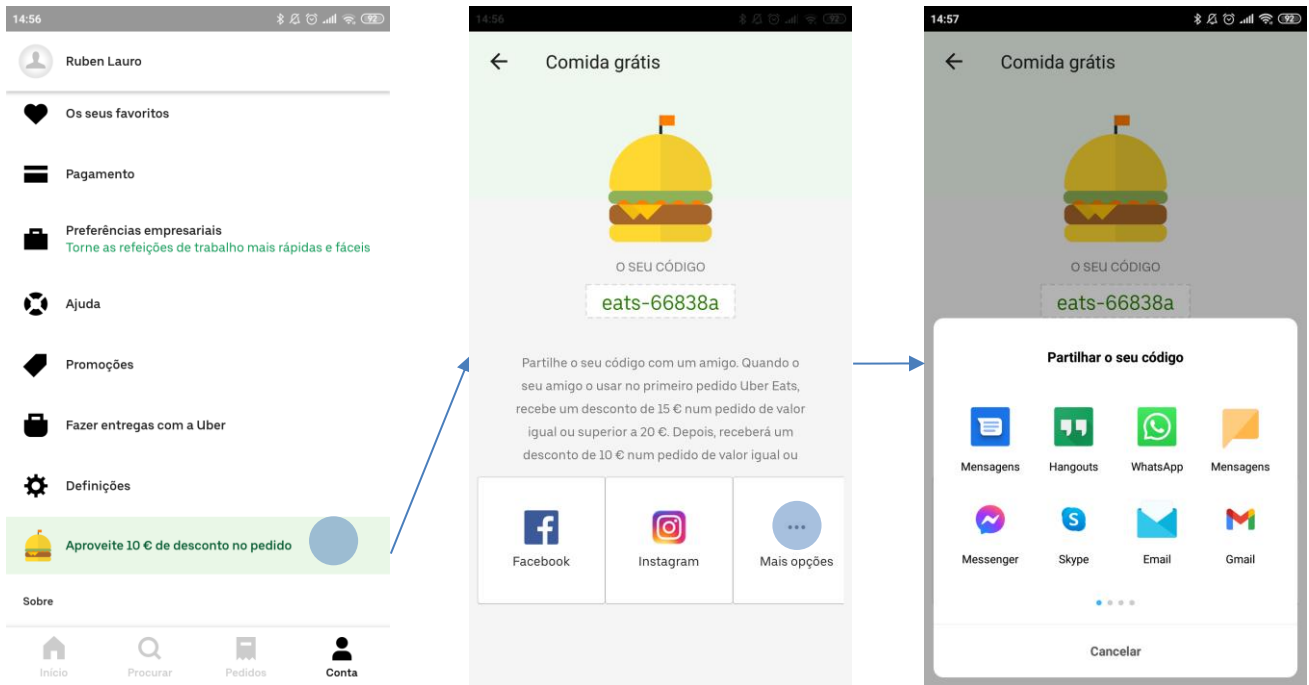 14:56
92
Ruben Lauro
Os seus favoritos
Pagamento
Preferências empresariais
Torne as refeições de trabalho mais rápidas e fáceis
Ajuda
Promoções
Fazer entregas com a Uber
Definições
Aproveite 10 € de desconto no pedido
Sobre
Início
Procurar
Pedidos
Conta
14:56
92
Comida grátis
O SEU CÓDIGO
eats-66838a
Partilhe o seu código com um amigo. Quando o
seu amigo o usar no primeiro pedido Uber Eats,
recebe um desconto de 15 € num pedido de valor
igual ou superior a 20 €. Depois, receberá um
desconto de 10 € num pedido de valor igual ou
Facebook
Instagram
Mais opções
14:57
92
Comida grátis
O SEU CÓDIGO
eats-66838a
Partilhar o seu código
Mensagens
Hangouts
WhatsApp
Mensagens
Messenger
Skype
Email
Gmail
Cancelar